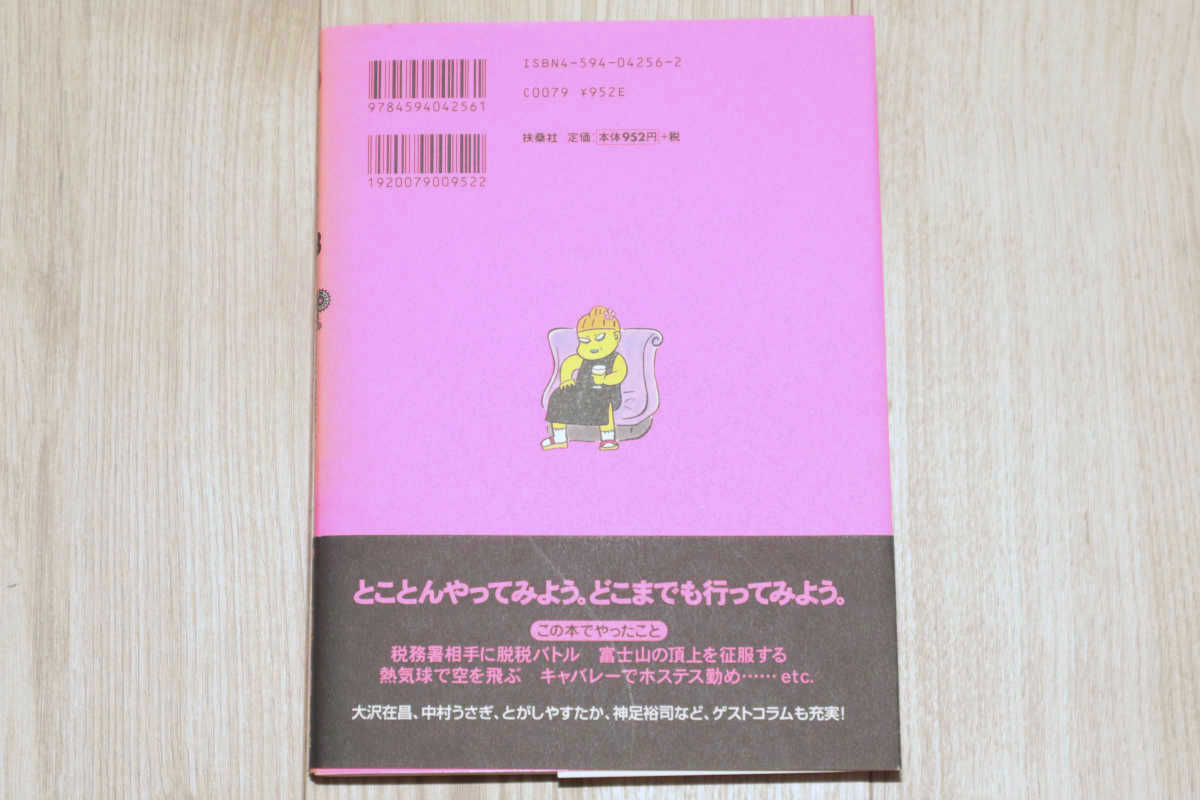 ISBN4-594-04256-2
9784594042561
C0079 ¥952E
扶桑社 定価:本体952円+税
1920079009522
とことんやってみよう。どこまでも行ってみよう。
この本でやったこと
税務署相手に脱税バトル 富士山の頂上を征服する
熱気球で空を飛ぶ キャバレーでホステス勤め…… etc.
大沢在昌、中村うさぎ、とがしやすたか、神足裕司など、ゲストコラムも充実!